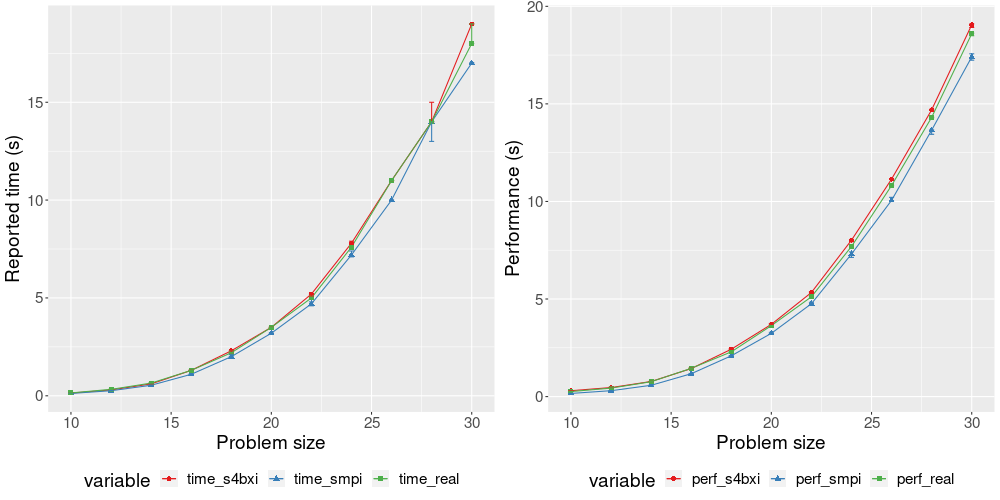 Reported time (s)
15
10
5
0
10 15 20 25 30
Problem size
variable time_s4bxi time_smpi time_real
Performance (s)
20
15
10
5
0
10 15 20 25 30
Problem size
variable perf_s4bxi perf_smpi perf_real